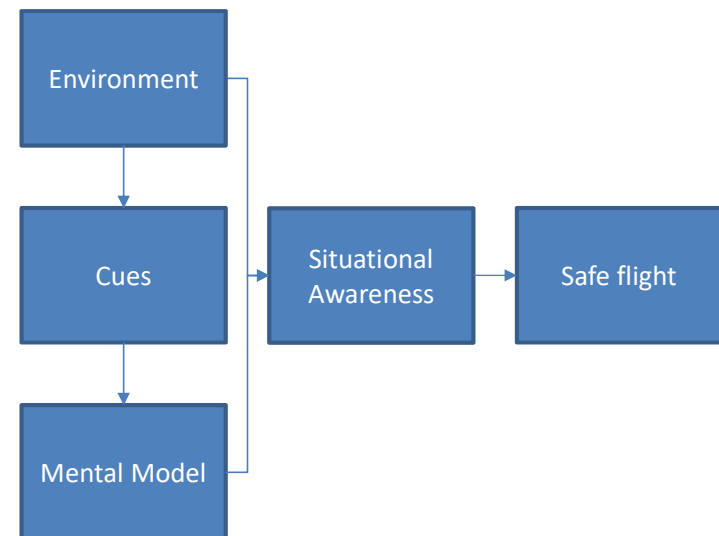 Environment
Cues
Situational
Awareness
Safe flight
Mental Model